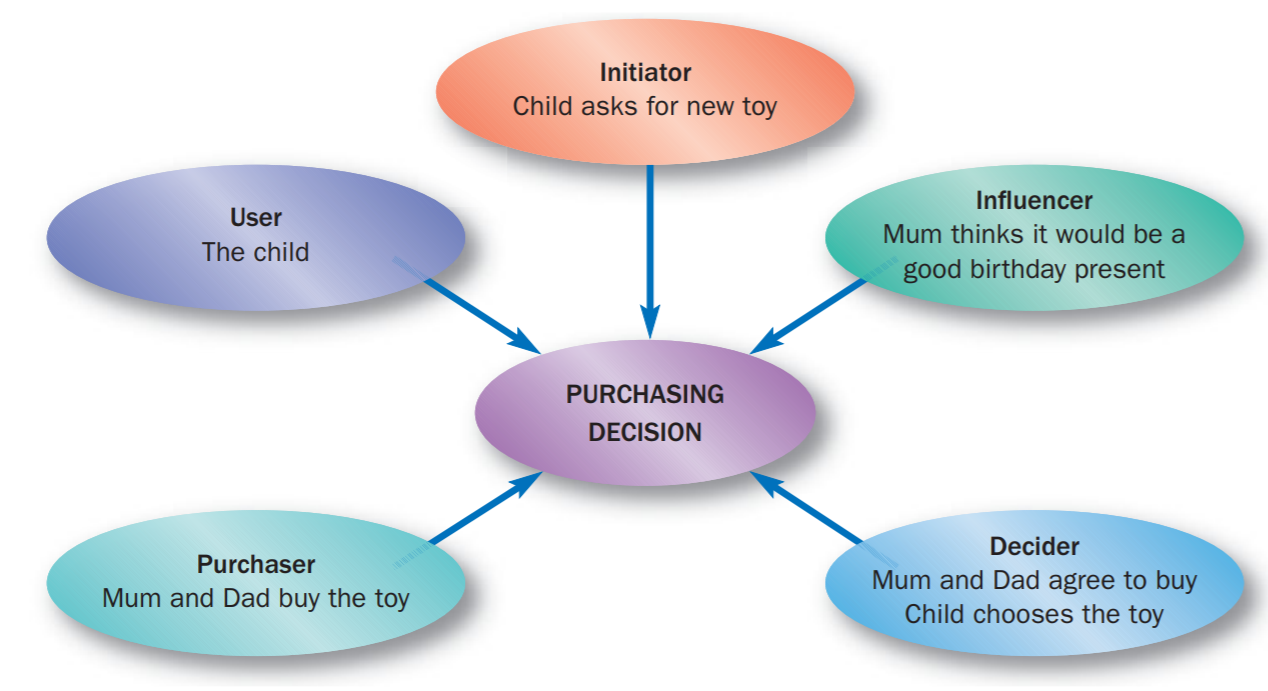 Initiator
Child asks for new toy
User
The child
Influencer
Mum thinks it would be a
good birthday present
PURCHASING
DECISION
Purchaser
Mum and Dad buy the toy
Decider
Mum and Dad agree to buy
Child chooses the toy